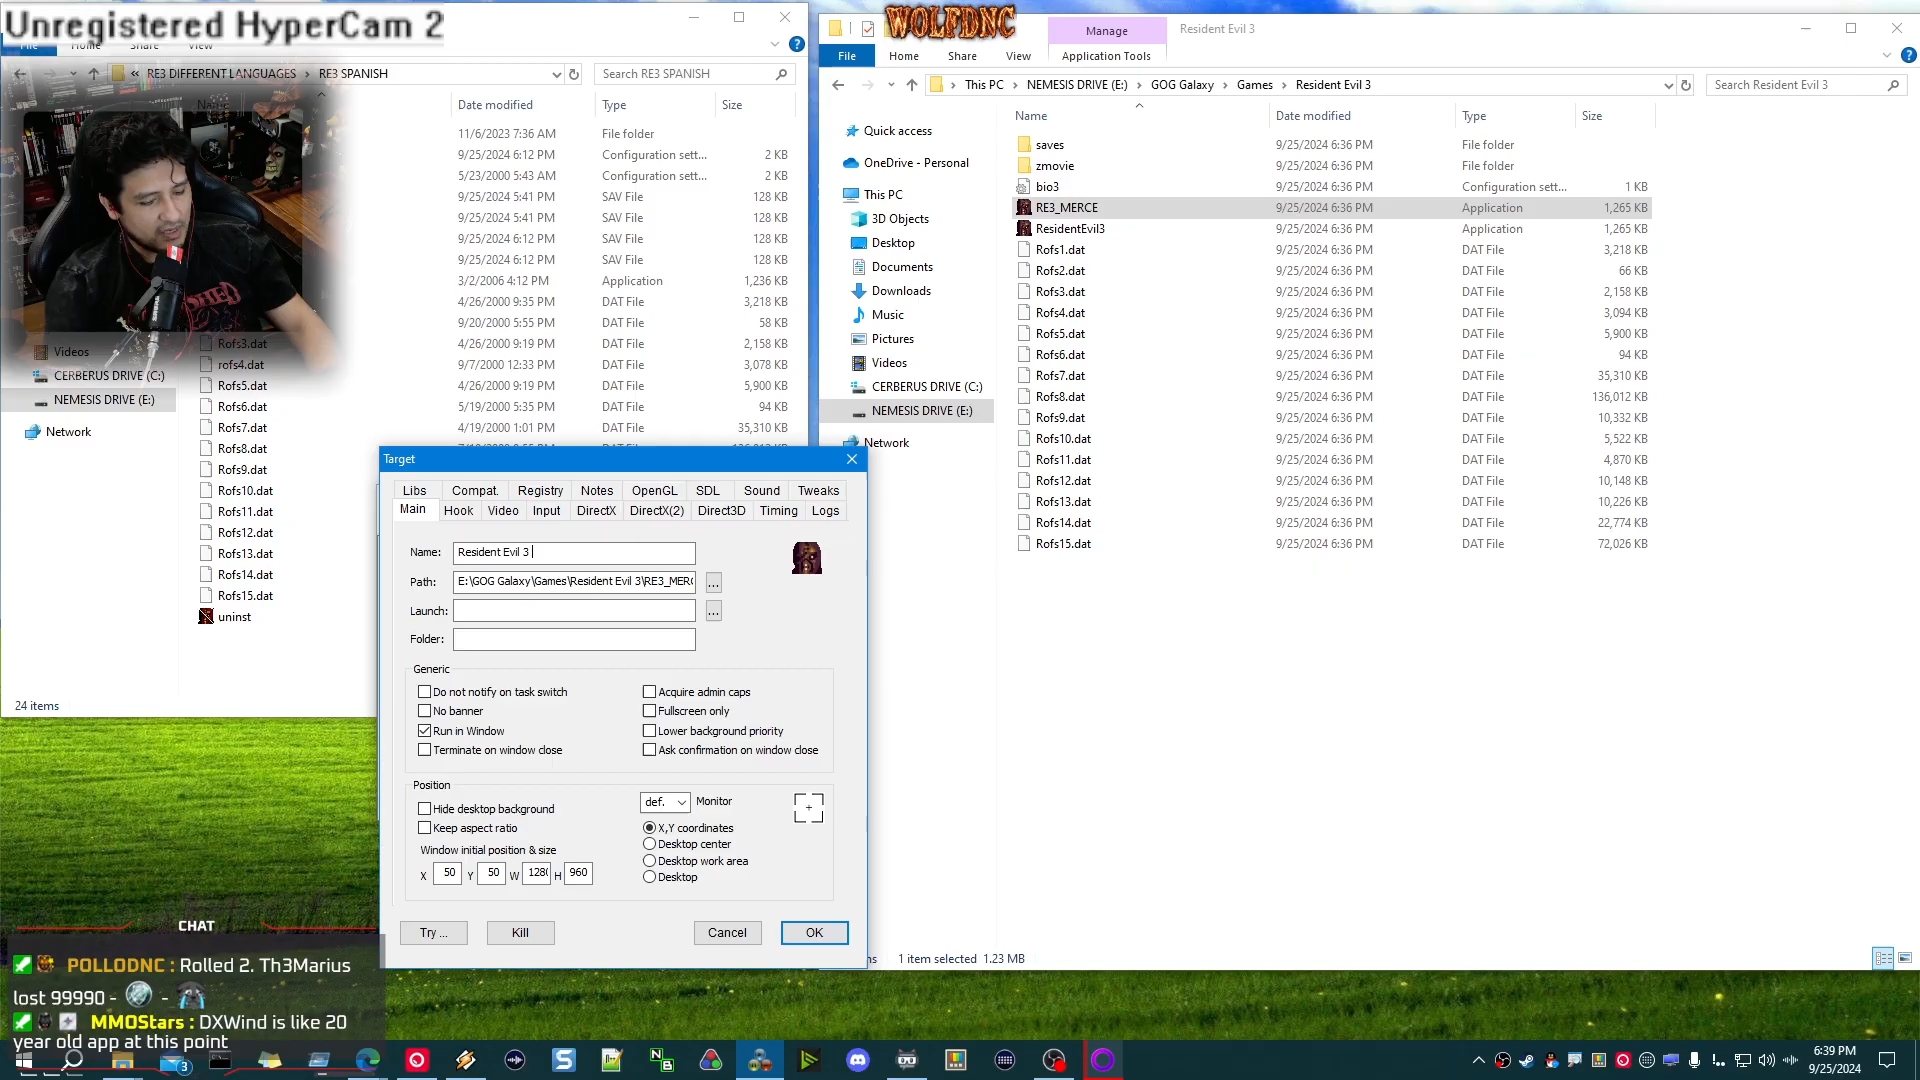 Unregistered HyperCam 2
File Home Share View
« RE3 DIFFERENT LANGUAGES › RE3 SPANISH
Search RE3 SPANISH
Name Date modified Type Size
11/6/2023 7:36 AM File folder
9/25/2024 6:12 PM Configuration sett... 2 KB
5/23/2000 5:43 AM Configuration sett... 2 KB
9/25/2024 5:41 PM SAV File 128 KB
9/25/2024 5:41 PM SAV File 128 KB
9/25/2024 6:12 PM SAV File 128 KB
9/25/2024 6:12 PM SAV File 128 KB
3/2/2006 4:12 PM Application 1,236 KB
4/26/2000 9:35 PM DAT File 3,218 KB
9/20/2000 5:55 PM DAT File 58 KB
Rofs3.dat 4/26/2000 9:19 PM DAT File 2,158 KB
rofs4.dat 9/7/2000 12:33 PM DAT File 3,078 KB
Rofs5.dat 4/26/2000 9:19 PM DAT File 5,900 KB
Rofs6.dat 5/19/2000 5:35 PM DAT File 94 KB
Rofs7.dat 4/19/2000 1:01 PM DAT File 35,310 KB
Rofs8.dat
Rofs9.dat
Rofs10.dat
Rofs11.dat
Rofs12.dat
Rofs13.dat
Rofs14.dat
Rofs15.dat
uninst
Videos
CERBERUS DRIVE (C:)
NEMESIS DRIVE (E:)
Network
24 items
WOLFDNC
Manage
Resident Evil 3
File Home Share View Application Tools
This PC › NEMESIS DRIVE (E:) › GOG Galaxy › Games › Resident Evil 3
Search Resident Evil 3
Quick access
OneDrive - Personal
This PC
3D Objects
Desktop
Documents
Downloads
Music
Pictures
Videos
CERBERUS DRIVE (C:)
NEMESIS DRIVE (E:)
Network
Name Date modified Type Size
saves 9/25/2024 6:36 PM File folder
zmovie 9/25/2024 6:36 PM File folder
bio3 9/25/2024 6:36 PM Configuration sett... 1 KB
RE3_MERCE 9/25/2024 6:36 PM Application 1,265 KB
ResidentEvil3 9/25/2024 6:36 PM Application 1,265 KB
Rofs1.dat 9/25/2024 6:36 PM DAT File 3,218 KB
Rofs2.dat 9/25/2024 6:36 PM DAT File 66 KB
Rofs3.dat 9/25/2024 6:36 PM DAT File 2,158 KB
Rofs4.dat 9/25/2024 6:36 PM DAT File 3,094 KB
Rofs5.dat 9/25/2024 6:36 PM DAT File 5,900 KB
Rofs6.dat 9/25/2024 6:36 PM DAT File 94 KB
Rofs7.dat 9/25/2024 6:36 PM DAT File 35,310 KB
Rofs8.dat 9/25/2024 6:36 PM DAT File 136,012 KB
Rofs9.dat 9/25/2024 6:36 PM DAT File 10,332 KB
Rofs10.dat 9/25/2024 6:36 PM DAT File 5,522 KB
Rofs11.dat 9/25/2024 6:36 PM DAT File 4,870 KB
Rofs12.dat 9/25/2024 6:36 PM DAT File 10,148 KB
Rofs13.dat 9/25/2024 6:36 PM DAT File 10,226 KB
Rofs14.dat 9/25/2024 6:36 PM DAT File 22,774 KB
Rofs15.dat 9/25/2024 6:36 PM DAT File 72,026 KB
1 item selected 1.23 MB
Target
Libs Compat. Registry Notes OpenGL SDL Sound Tweaks
Main Hook Video Input DirectX DirectX(2) Direct3D Timing Logs
Name: Resident Evil 3
Path: E:\GOG Galaxy\Games\Resident Evil 3\RE3_MERC ...
Launch: ...
Folder:
Generic
Do not notify on task switch Acquire admin caps
No banner Fullscreen only
Run in Window Lower background priority
Terminate on window close Ask confirmation on window close
Position
Hide desktop background def. Monitor
Keep aspect ratio X,Y coordinates
Window initial position & size Desktop center
Desktop work area
X 50 Y 50 W 1280 H 960 Desktop
Try ... Kill Cancel OK
CHAT
POLLODNC : Rolled 2. Th3Marius
lost 99990 - -
MMOStars : DXWind is like 20
year old app at this point
3
6:39 PM
9/25/2024